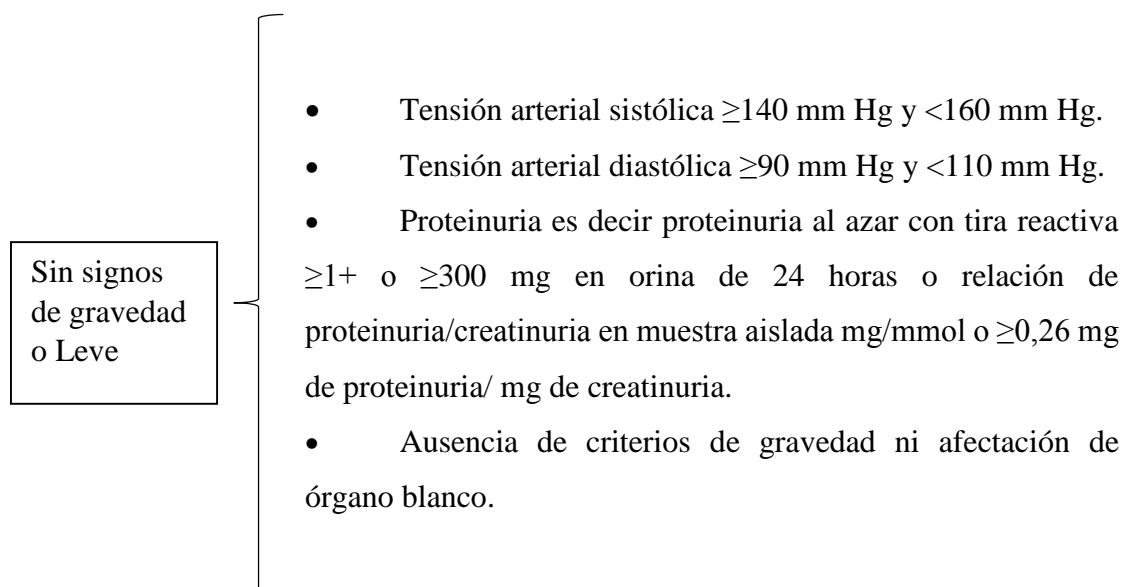 Sin signos
de gravedad
o Leve
• Tensión arterial sistólica ≥140 mm Hg y <160 mm Hg.
• Tensión arterial diastólica ≥90 mm Hg y <110 mm Hg.
• Proteinuria es decir proteinuria al azar con tira reactiva
≥1+ o ≥300 mg en orina de 24 horas o relación de
proteinuria/creatinuria en muestra aislada mg/mmol o ≥0,26 mg
de proteinuria/ mg de creatinuria.
• Ausencia de criterios de gravedad ni afectación de
órgano blanco.